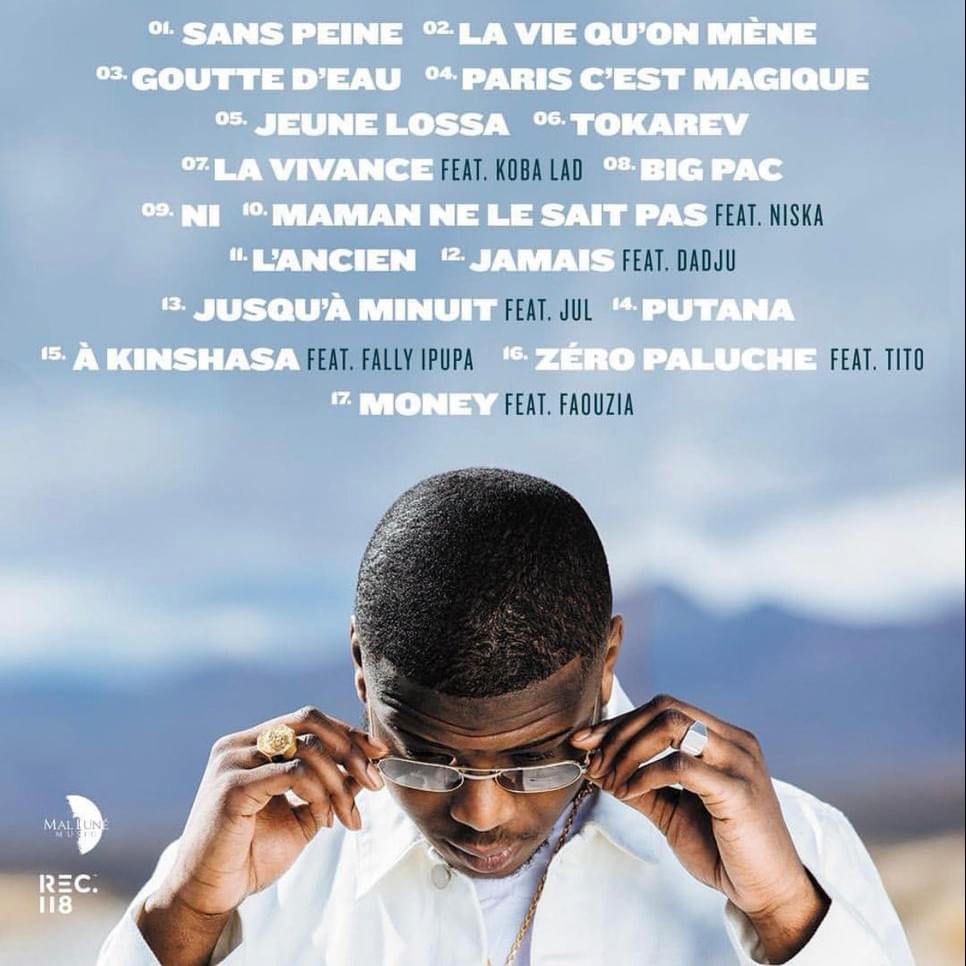 01. SANS PEINE 02. LA VIE QU'ON MÈNE
03. GOUTTE D'EAU 04. PARIS C'EST MAGIQUE
05. JEUNE LOSSA 06. TOKAREV
07. LA VIVANCE FEAT. KOBA LAD 08. BIG PAC
09. NI 10. MAMAN NE LE SAIT PAS FEAT. NISKA
11. L'ANCIEN 12. JAMAIS FEAT. DADJU
13. JUSQU'À MINUIT FEAT. JUL 14. PUTANA
15. À KINSHASA FEAT. FALLY IPUPA 16. ZÉRO PALUCHE FEAT. TITO
17. MONEY FEAT. FAOUZIA
MAL LUNÉ
MUSIC
REC.
118